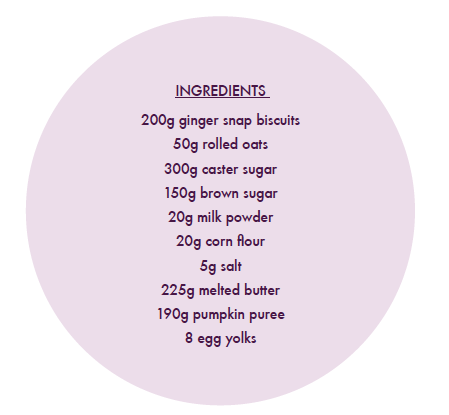 INGREDIENTS
200g ginger snap biscuits
50g rolled oats
300g caster sugar
150g brown sugar
20g milk powder
20g corn flour
5g salt
225g melted butter
190g pumpkin puree
8 egg yolks